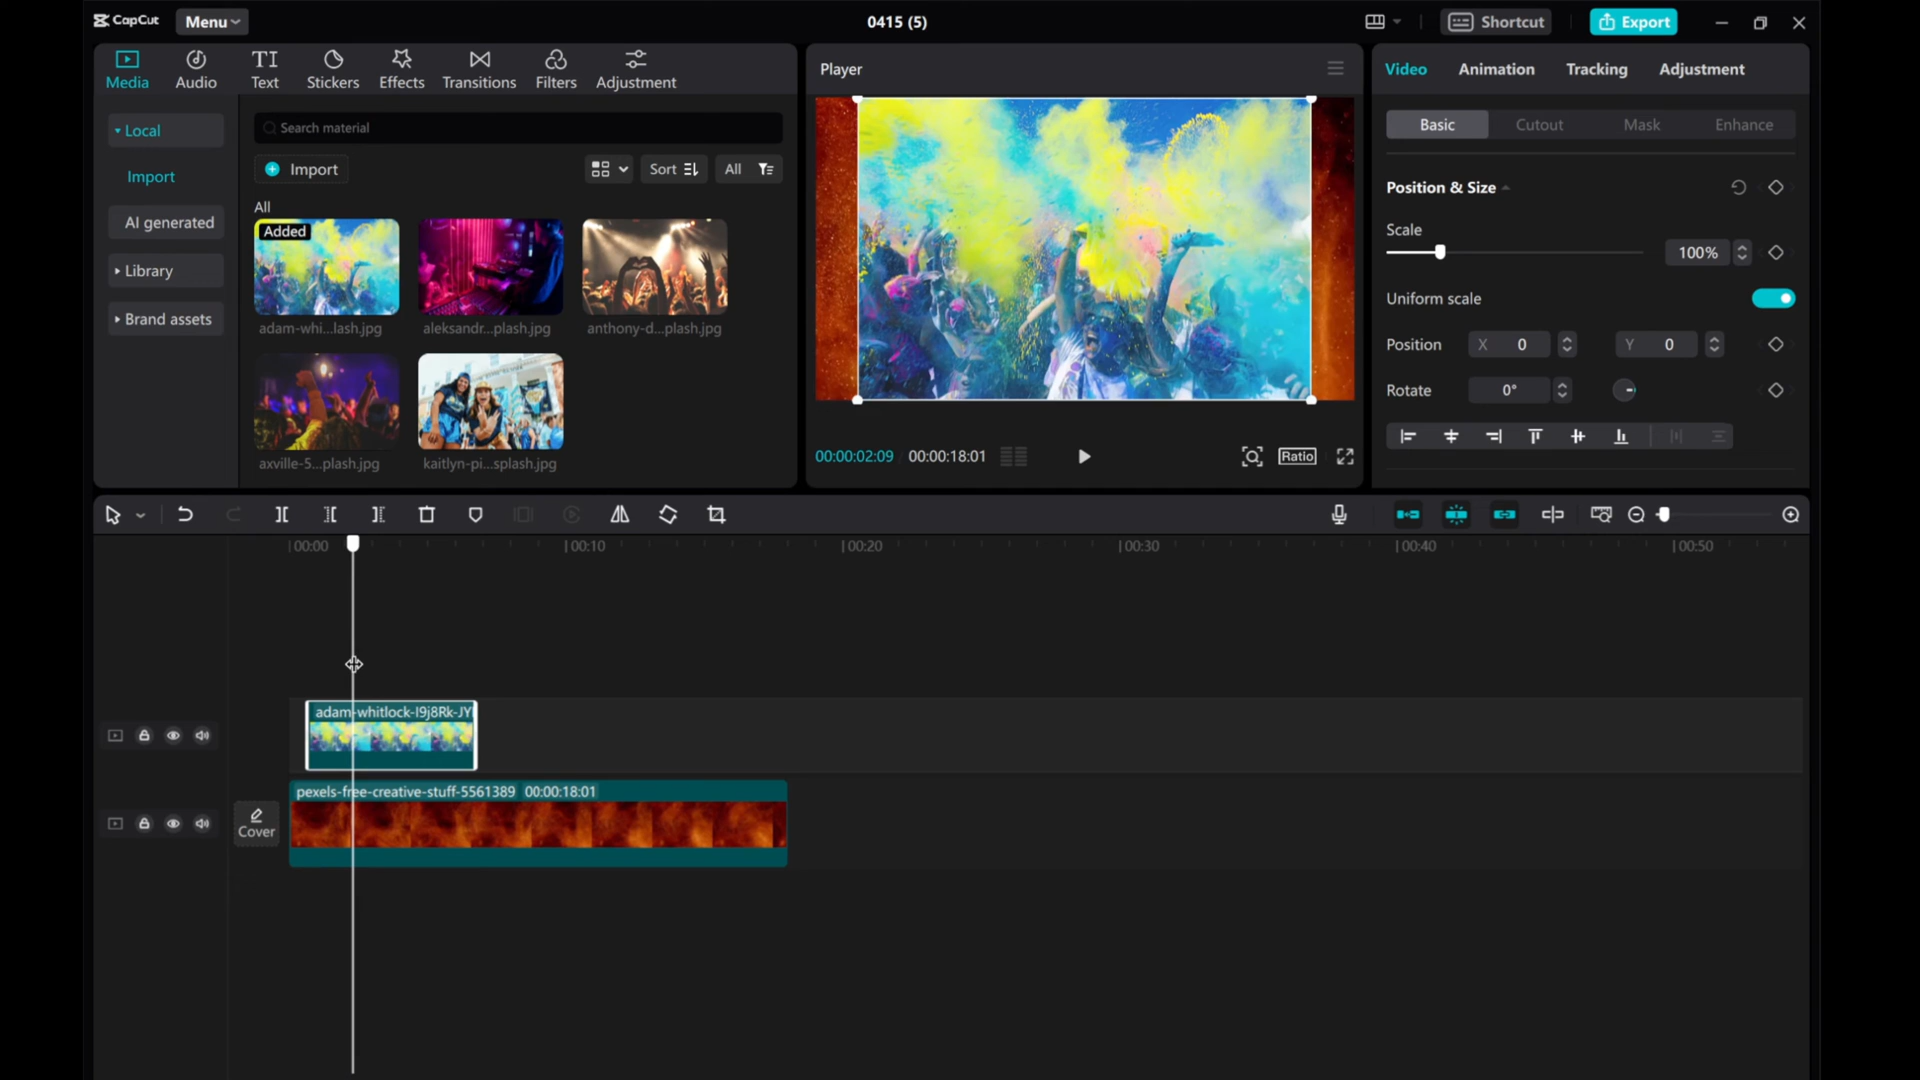 CapCut Menu
0415 (5)
Shortcut
Export
Media Audio Text Stickers Effects Transitions Filters Adjustment
Player
Video Animation Tracking Adjustment
Local
Import
AI generated
Library
Brand assets
Search material
Import
Sort
All
All
Added
adam-whi...lash.jpg
aleksandr...plash.jpg
anthony-d...plash.jpg
axville-5...plash.jpg
kaitlyn-pi...splash.jpg
00:00:02:09 00:00:18:01
Ratio
Basic Cutout Mask Enhance
Position & Size
Scale
100%
Uniform scale
Position X 0 Y 0
Rotate 0°
00:00 00:10 00:20 00:30 00:40 00:50
adam-whitlock-I9j8Rk-JY
Cover
pexels-free-creative-stuff-5561389 00:00:18:01